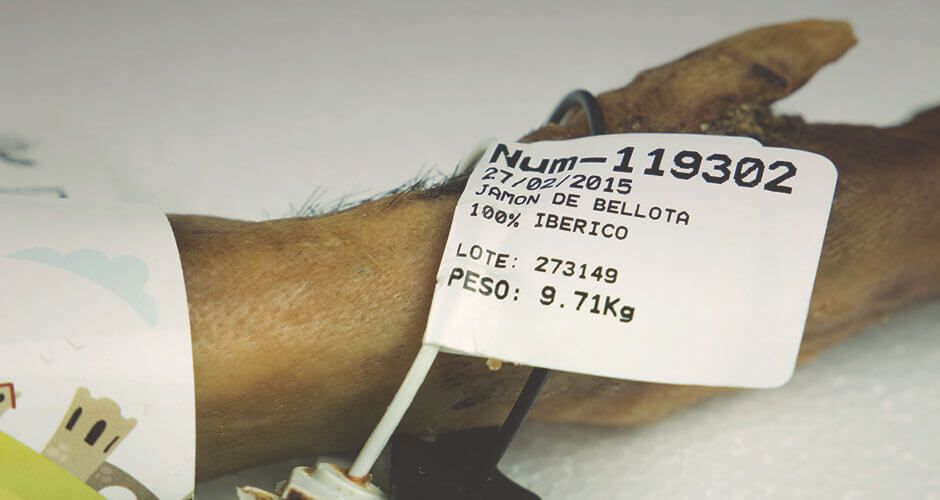 Num-119302
27/02/2015
JAMON DE BELLOTA
100% IBERICO
LOTE: 273149
PESO: 9.71Kg